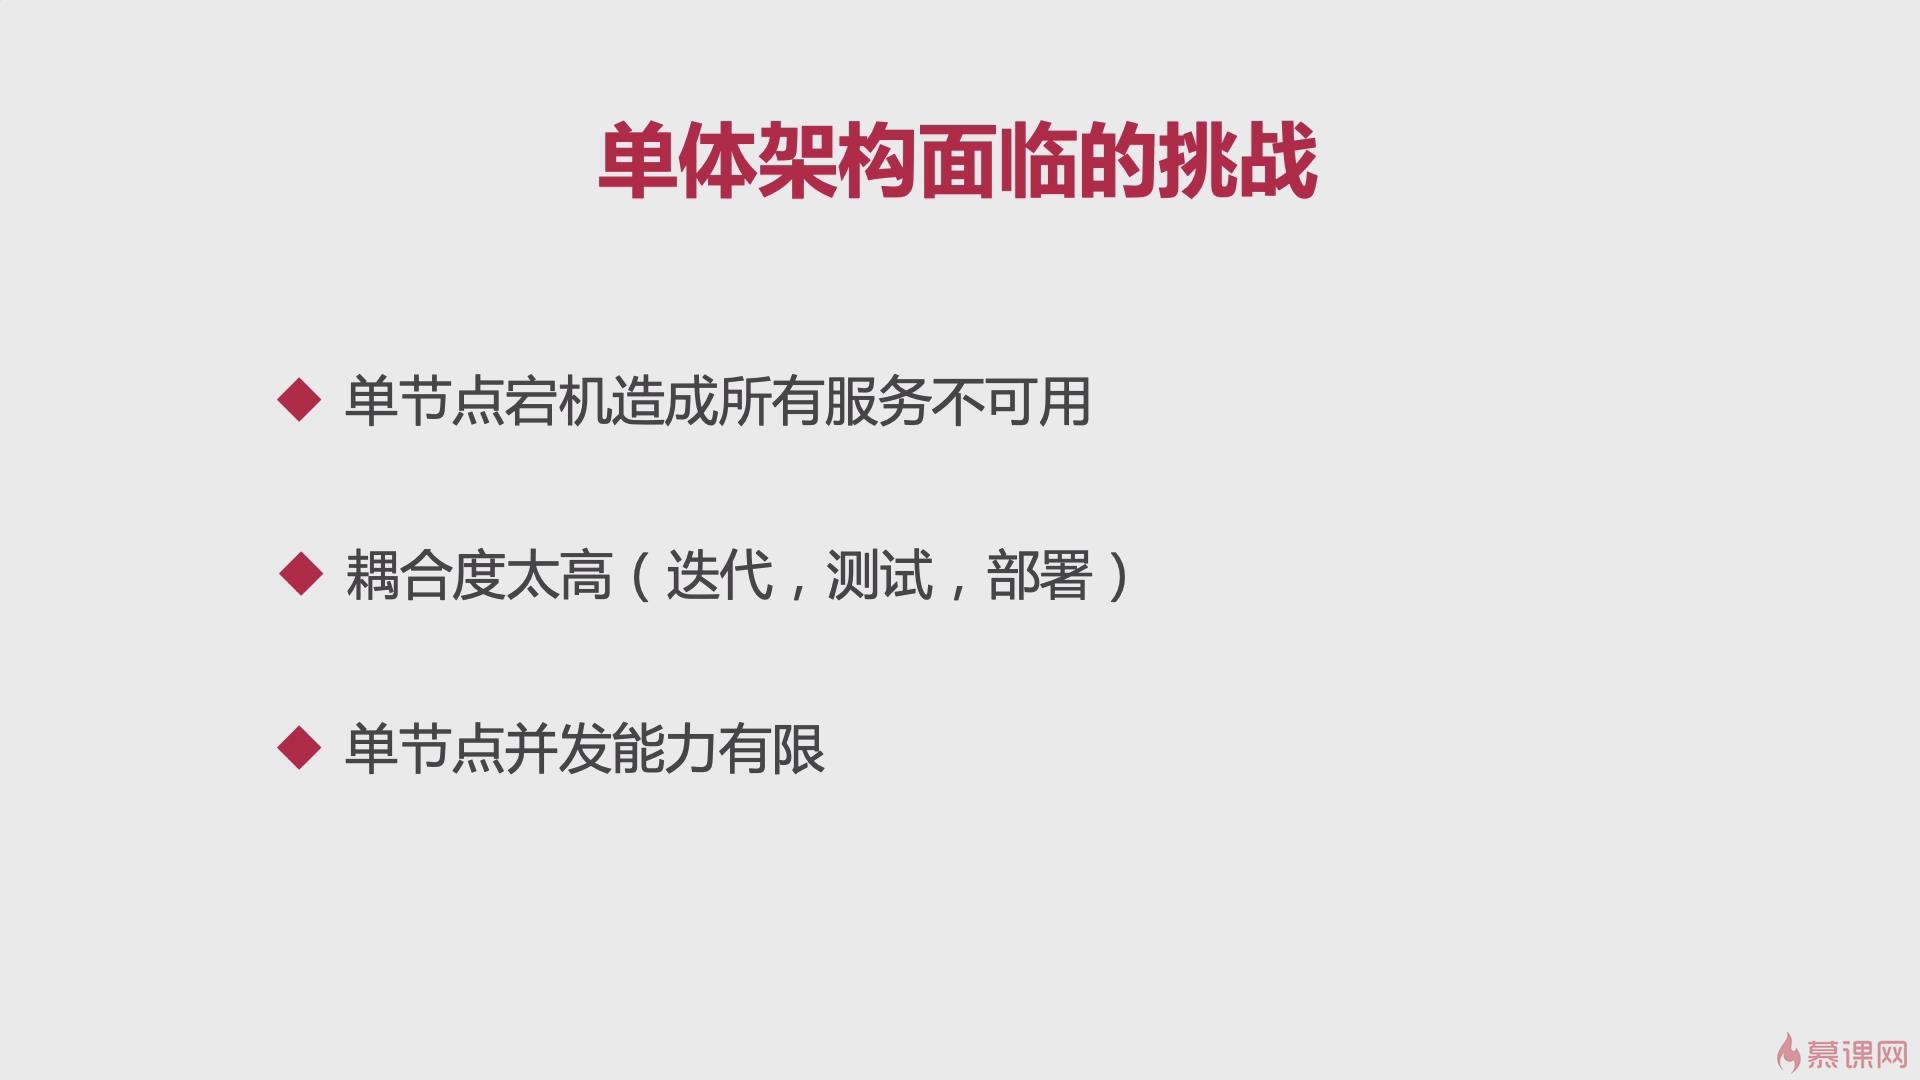 单体架构面临的挑战
单节点宕机造成所有服务不可用
耦合度太高（迭代，测试，部署）
单节点并发能力有限
慕课网